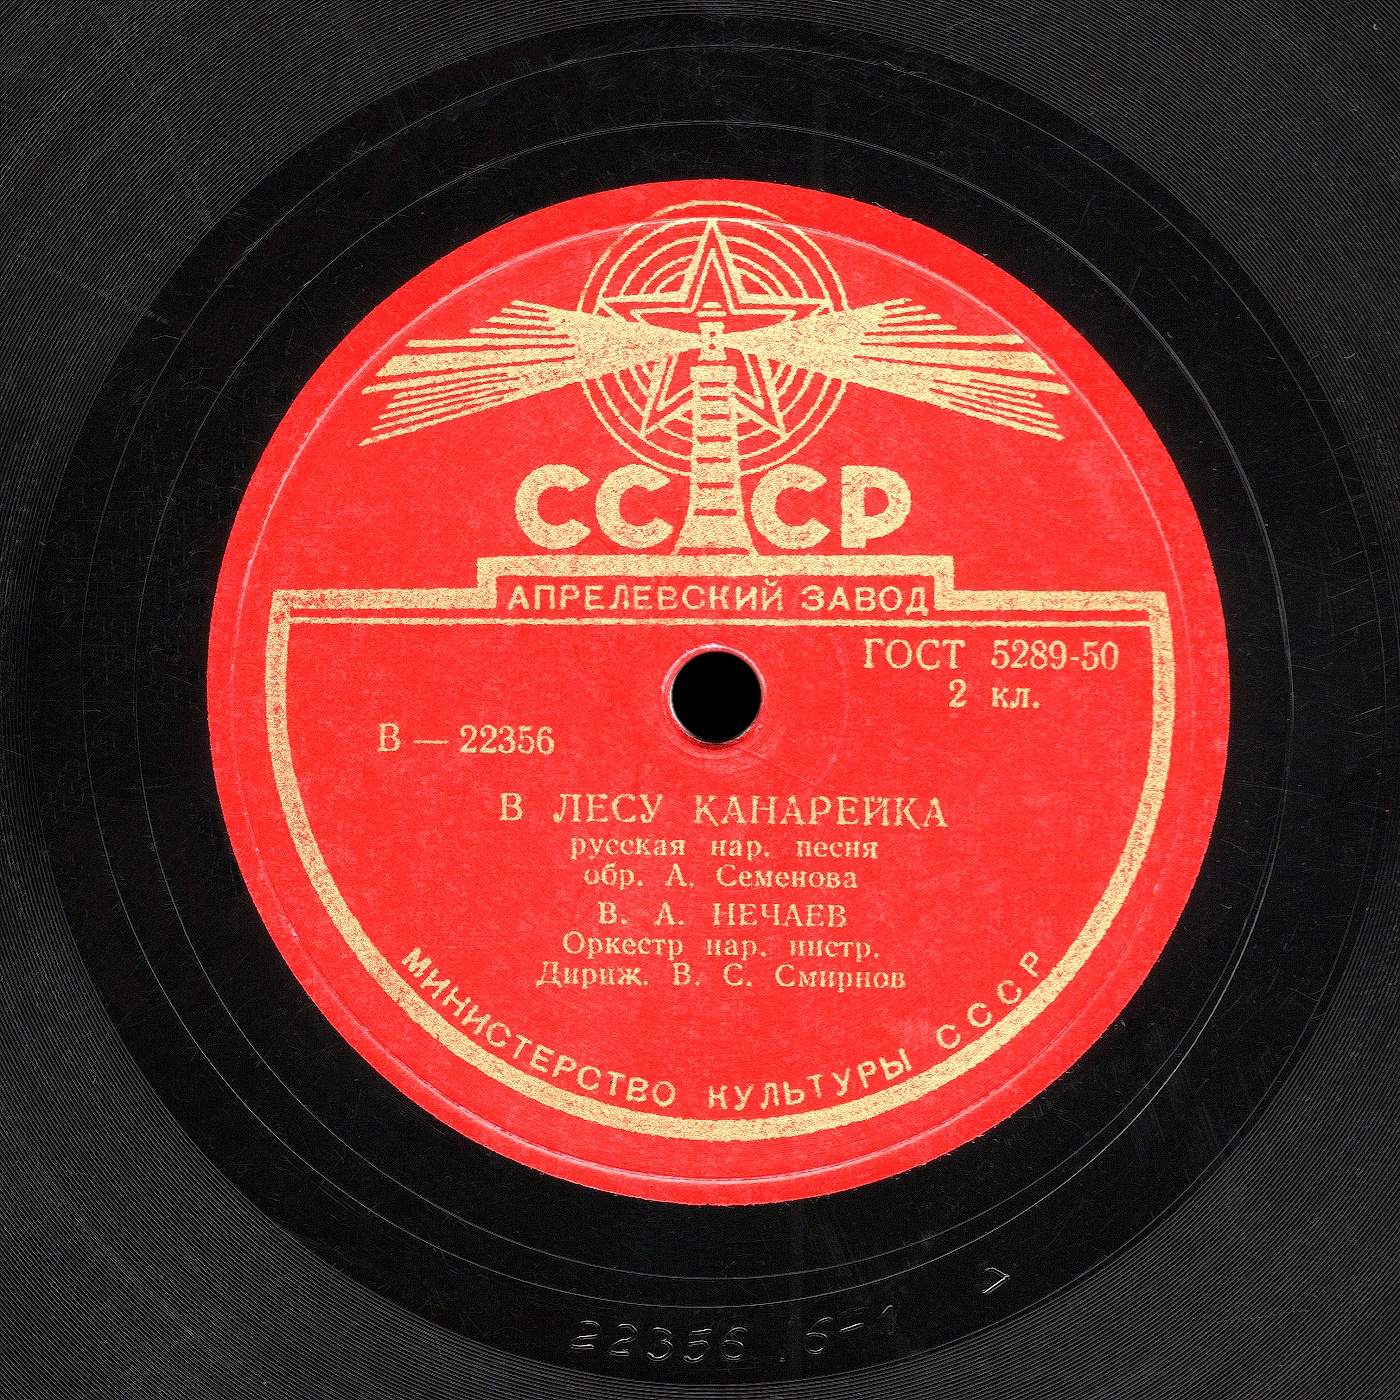 СССР
АПРЕЛЕВСКИЙ ЗАВОД
ГОСТ 5289-50
2 кл.
В — 22356
В ЛЕСУ КАНАРЕЙКА
русская нар. песня
обр. А. Семенова
В. А. НЕЧАЕВ
Оркестр нар. инстр.
Дириж. В. С. Смирнов
МИНИСТЕРСТВО КУЛЬТУРЫ СССР
22356 6-1